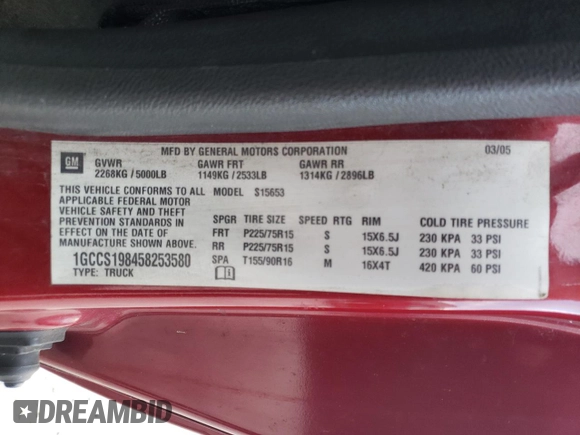 MFD BY GENERAL MOTORS CORPORATION 03/05
GM
GVWR GAWR FRT GAWR RR
2268KG / 5000LB 1149KG / 2533LB 1314KG / 2896LB
THIS VEHICLE CONFORMS TO ALL MODEL S15653
APPLICABLE FEDERAL MOTOR
VEHICLE SAFETY AND THEFT
PREVENTION STANDARDS IN
EFFECT ON THE DATE OF
MANUFACTURE SHOWN ABOVE.
1GCCS198458253580
TYPE: TRUCK
SPGR TIRE SIZE SPEED RTG RIM COLD TIRE PRESSURE
FRT P225/75R15 S 15X6.5J 230 KPA 33 PSI
RR P225/75R15 S 15X6.5J 230 KPA 33 PSI
SPA T155/90R16 M 16X4T 420 KPA 60 PSI
DREAMBID